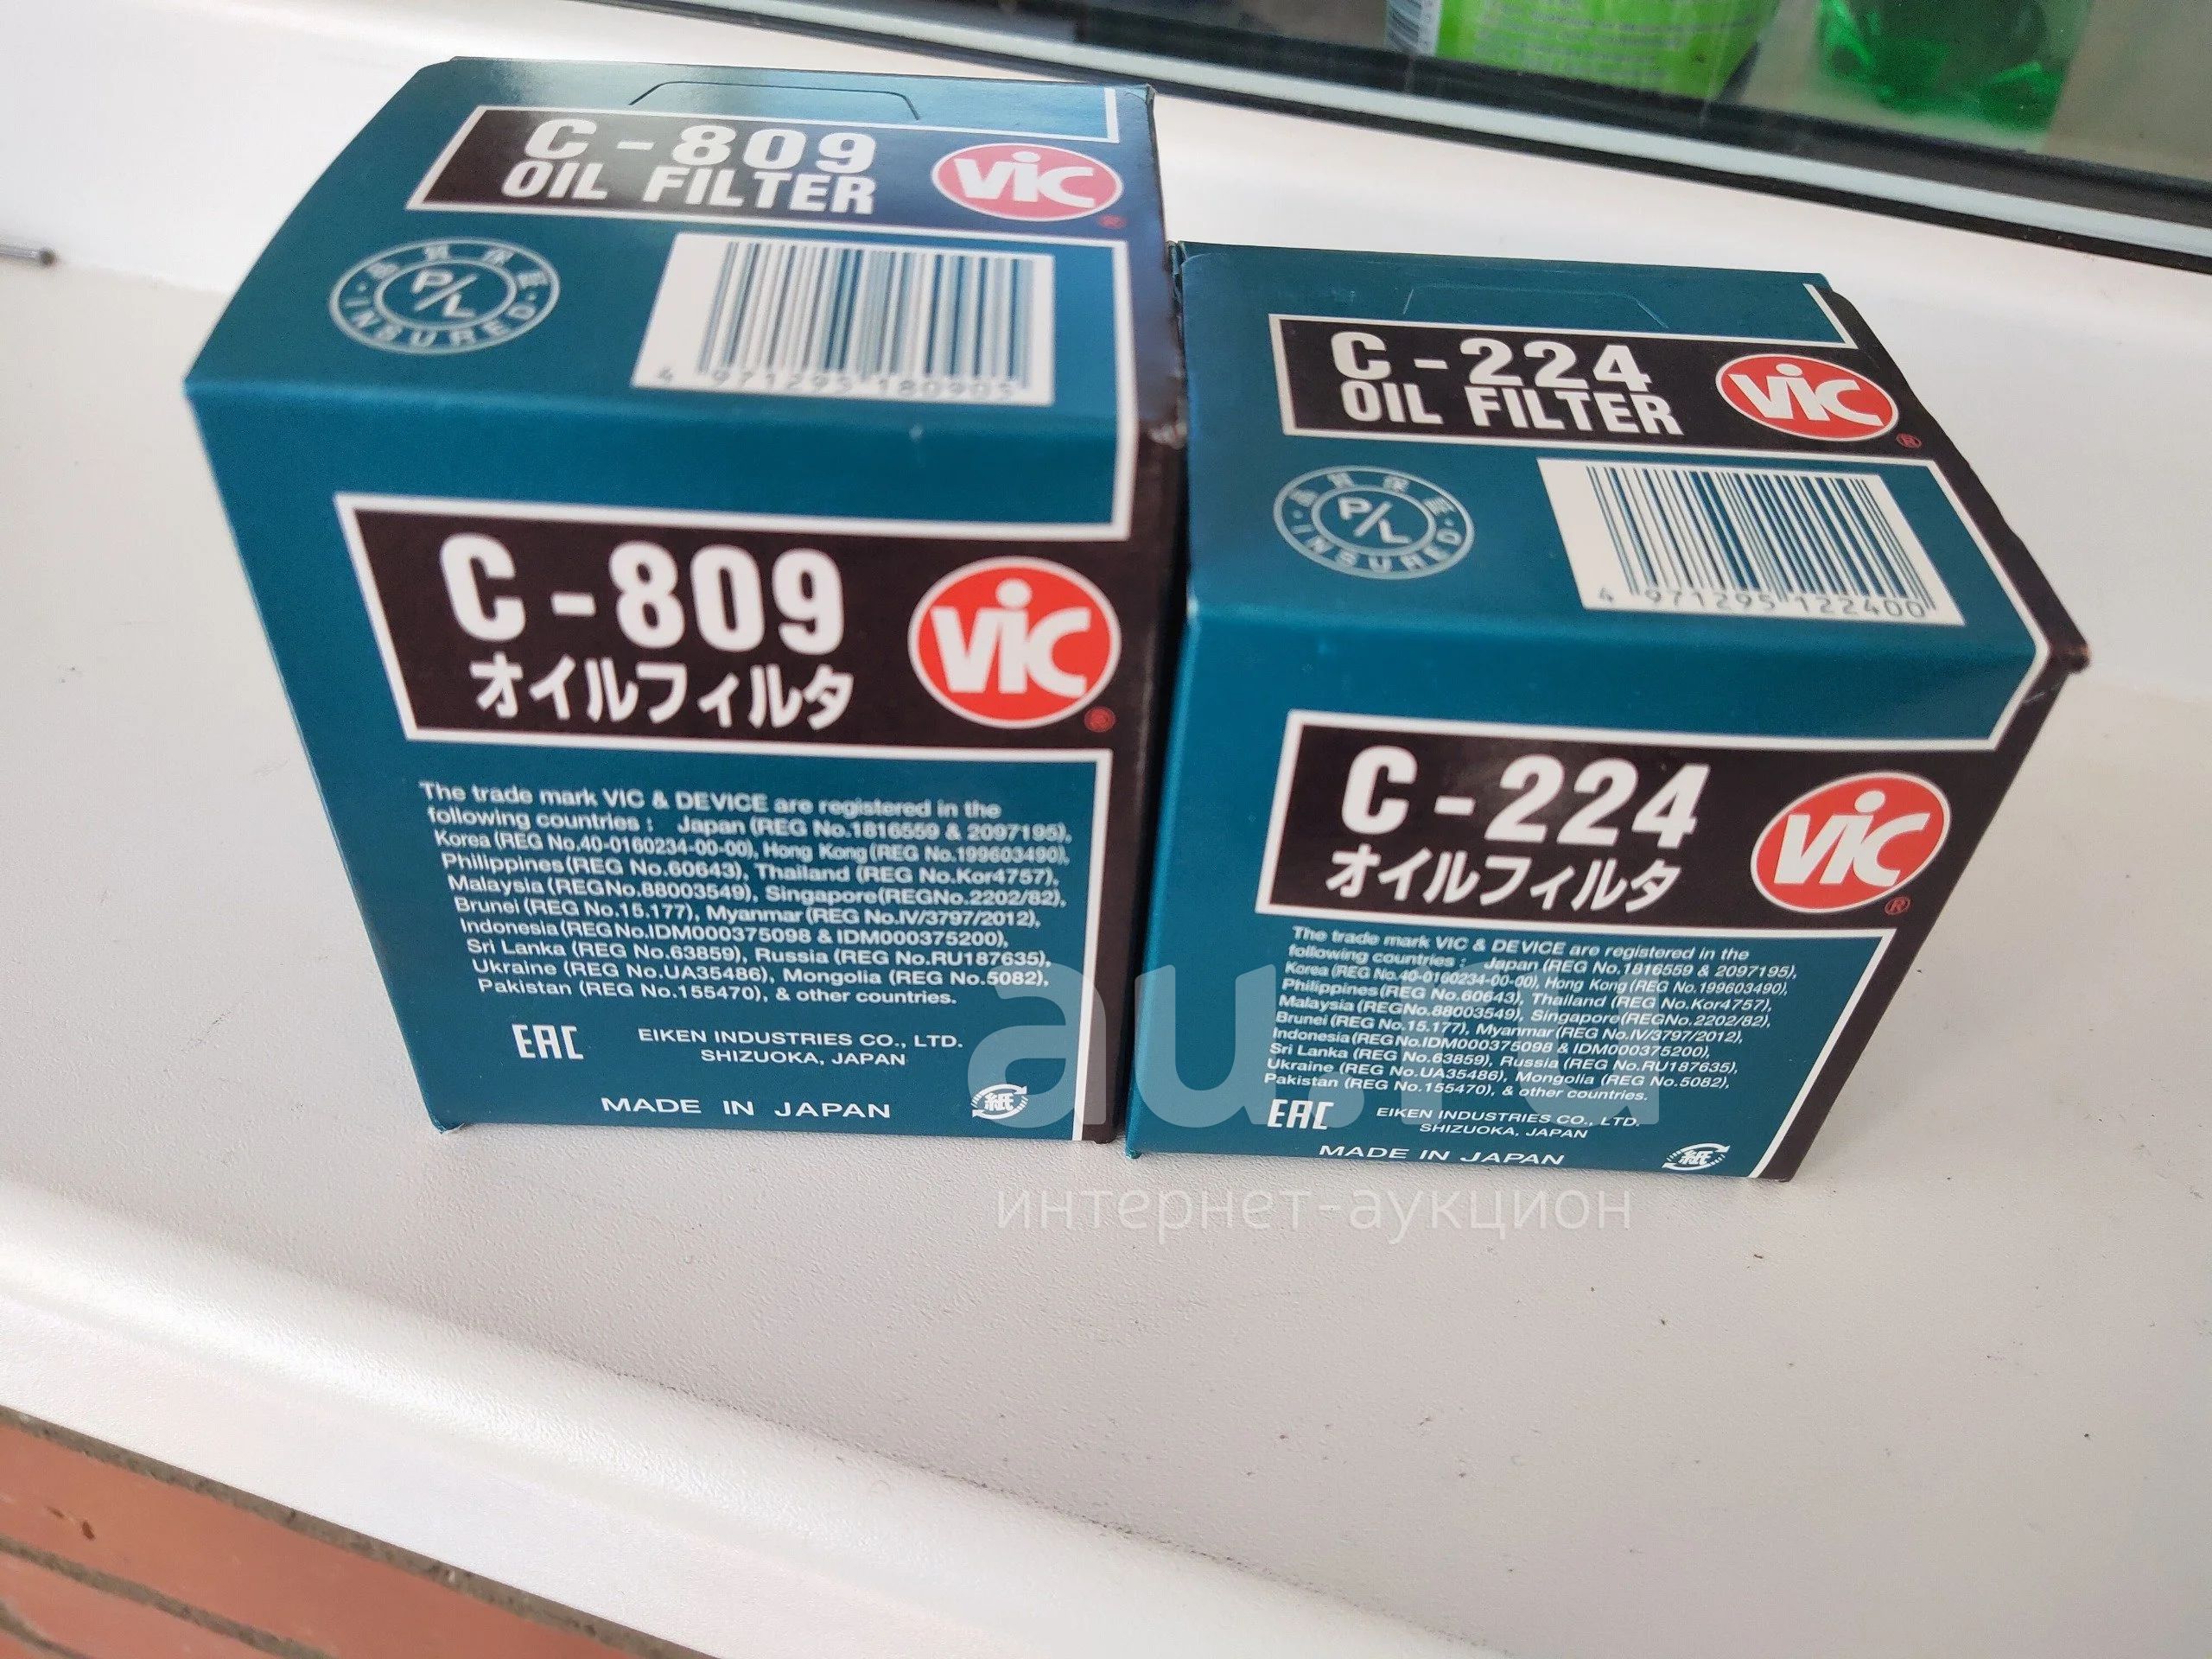 C-809
OIL FILTER
ViC
®
品質保証
P/L
・INSURED・
4 971295 180903
C-809
オイルフィルタ
ViC
®
The trade mark VIC & DEVICE are registered in the
following countries : Japan (REG No.1816559 & 2097195),
Korea (REG No.40-0160234-00-00), Hong Kong (REG No.199603490),
Philippines (REG No.60643), Thailand (REG No.Kor4757),
Malaysia (REGNo.88003549), Singapore(REGNo.2202/82),
Brunei (REG No.15.177), Myanmar (REG No.IV/3797/2012),
Indonesia (REGNo.IDM000375098 & IDM000375200),
Sri Lanka (REG No.63859), Russia (REG No.RU187635),
Ukraine (REG No.UA35486), Mongolia (REG No.5082),
Pakistan (REG No.155470), & other countries.
EAC
EIKEN INDUSTRIES CO., LTD.
SHIZUOKA, JAPAN
MADE IN JAPAN
紙
C-224
OIL FILTER
ViC
®
品質保証
P/L
・INSURED・
4 971295 122400
C-224
オイルフィルタ
ViC
®
The trade mark VIC & DEVICE are registered in the
following countries : Japan (REG No.1816559 & 2097195),
Korea (REG No.40-0160234-00-00), Hong Kong (REG No.199603490),
Philippines (REG No.60643), Thailand (REG No.Kor4757),
Malaysia (REGNo.88003549), Singapore(REGNo.2202/82),
Brunei (REG No.15.177), Myanmar (REG No.IV/3797/2012),
Indonesia (REGNo.IDM000375098 & IDM000375200),
Sri Lanka (REG No.63859), Russia (REG No.RU187635),
Ukraine (REG No.UA35486), Mongolia (REG No.5082),
Pakistan (REG No.155470), & other countries.
EAC
EIKEN INDUSTRIES CO., LTD.
SHIZUOKA, JAPAN
MADE IN JAPAN
紙
au.ru
интернет-аукцион